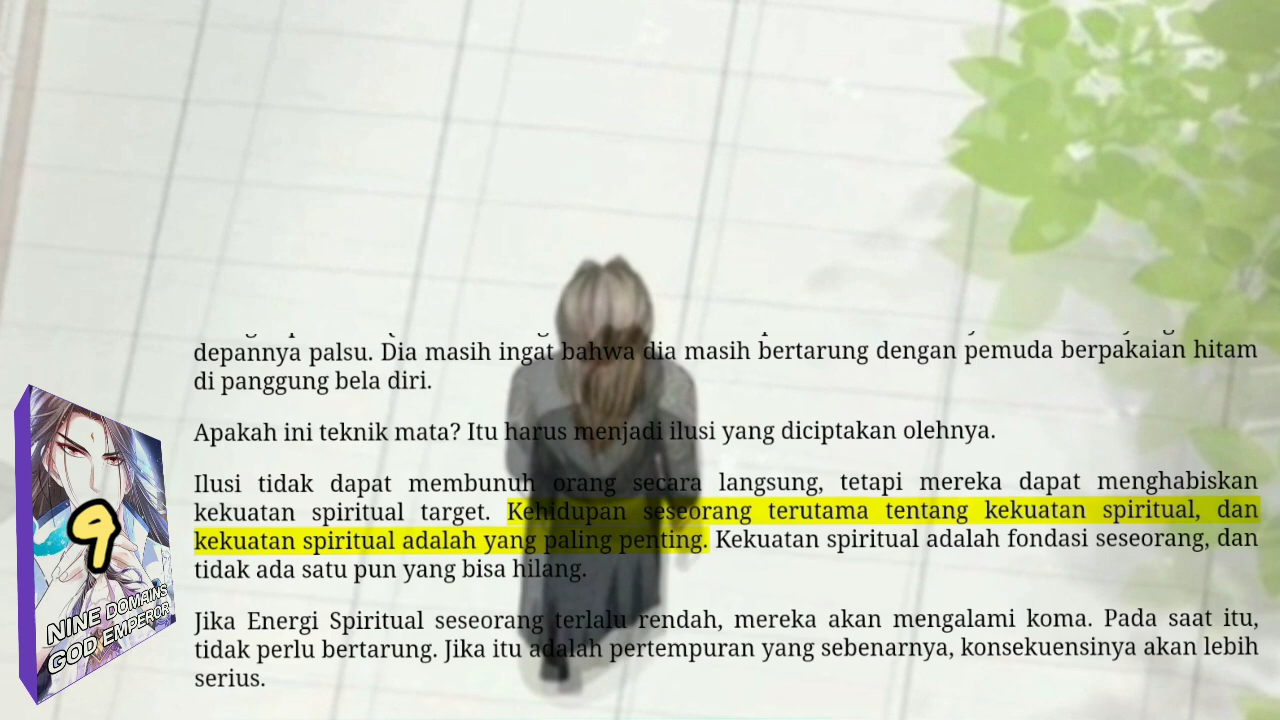 depannya palsu. Dia masih ingat bahwa dia masih bertarung dengan pemuda berpakaian hitam
di panggung bela diri.
Apakah ini teknik mata? Itu harus menjadi ilusi yang diciptakan olehnya.
Ilusi tidak dapat membunuh orang secara langsung, tetapi mereka dapat menghabiskan
kekuatan spiritual target. Kehidupan seseorang terutama tentang kekuatan spiritual, dan
kekuatan spiritual adalah yang paling penting. Kekuatan spiritual adalah fondasi seseorang, dan
tidak ada satu pun yang bisa hilang.
Jika Energi Spiritual seseorang terlalu rendah, mereka akan mengalami koma. Pada saat itu,
tidak perlu bertarung. Jika itu adalah pertempuran yang sebenarnya, konsekuensinya akan lebih
serius.
9
NINE DOMAINS
GOD EMPEROR